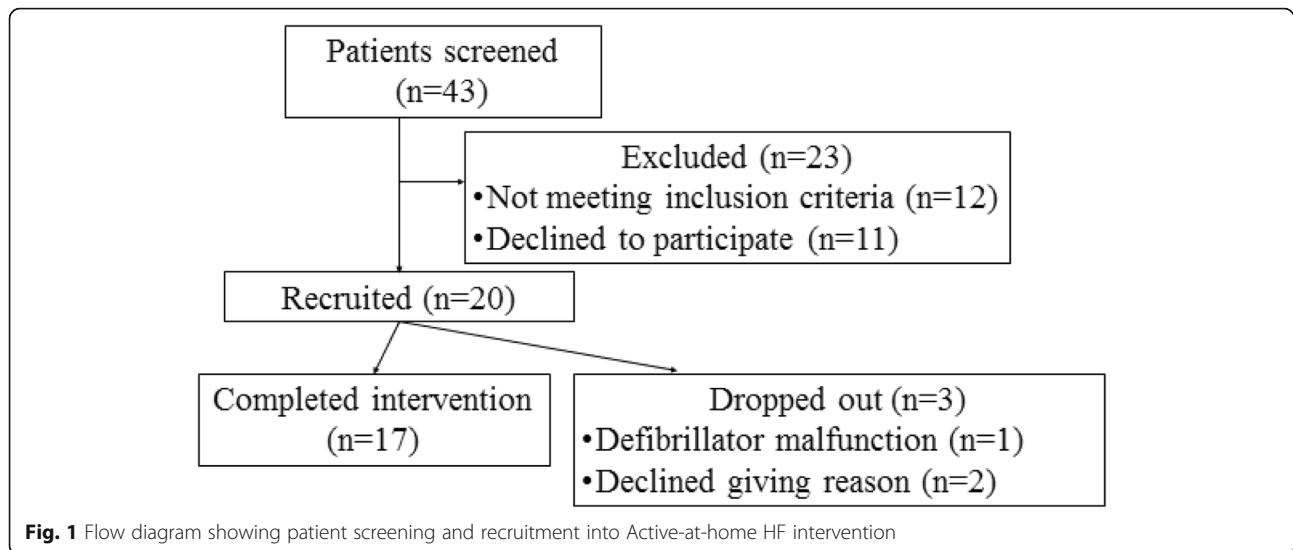 Patients screened
(n=43)
Excluded (n=23)
•Not meeting inclusion criteria (n=12)
•Declined to participate (n=11)
Recruited (n=20)
Completed intervention
(n=17)
Dropped out (n=3)
•Defibrillator malfunction (n=1)
•Declined giving reason (n=2)
Fig. 1 Flow diagram showing patient screening and recruitment into Active-at-home HF intervention